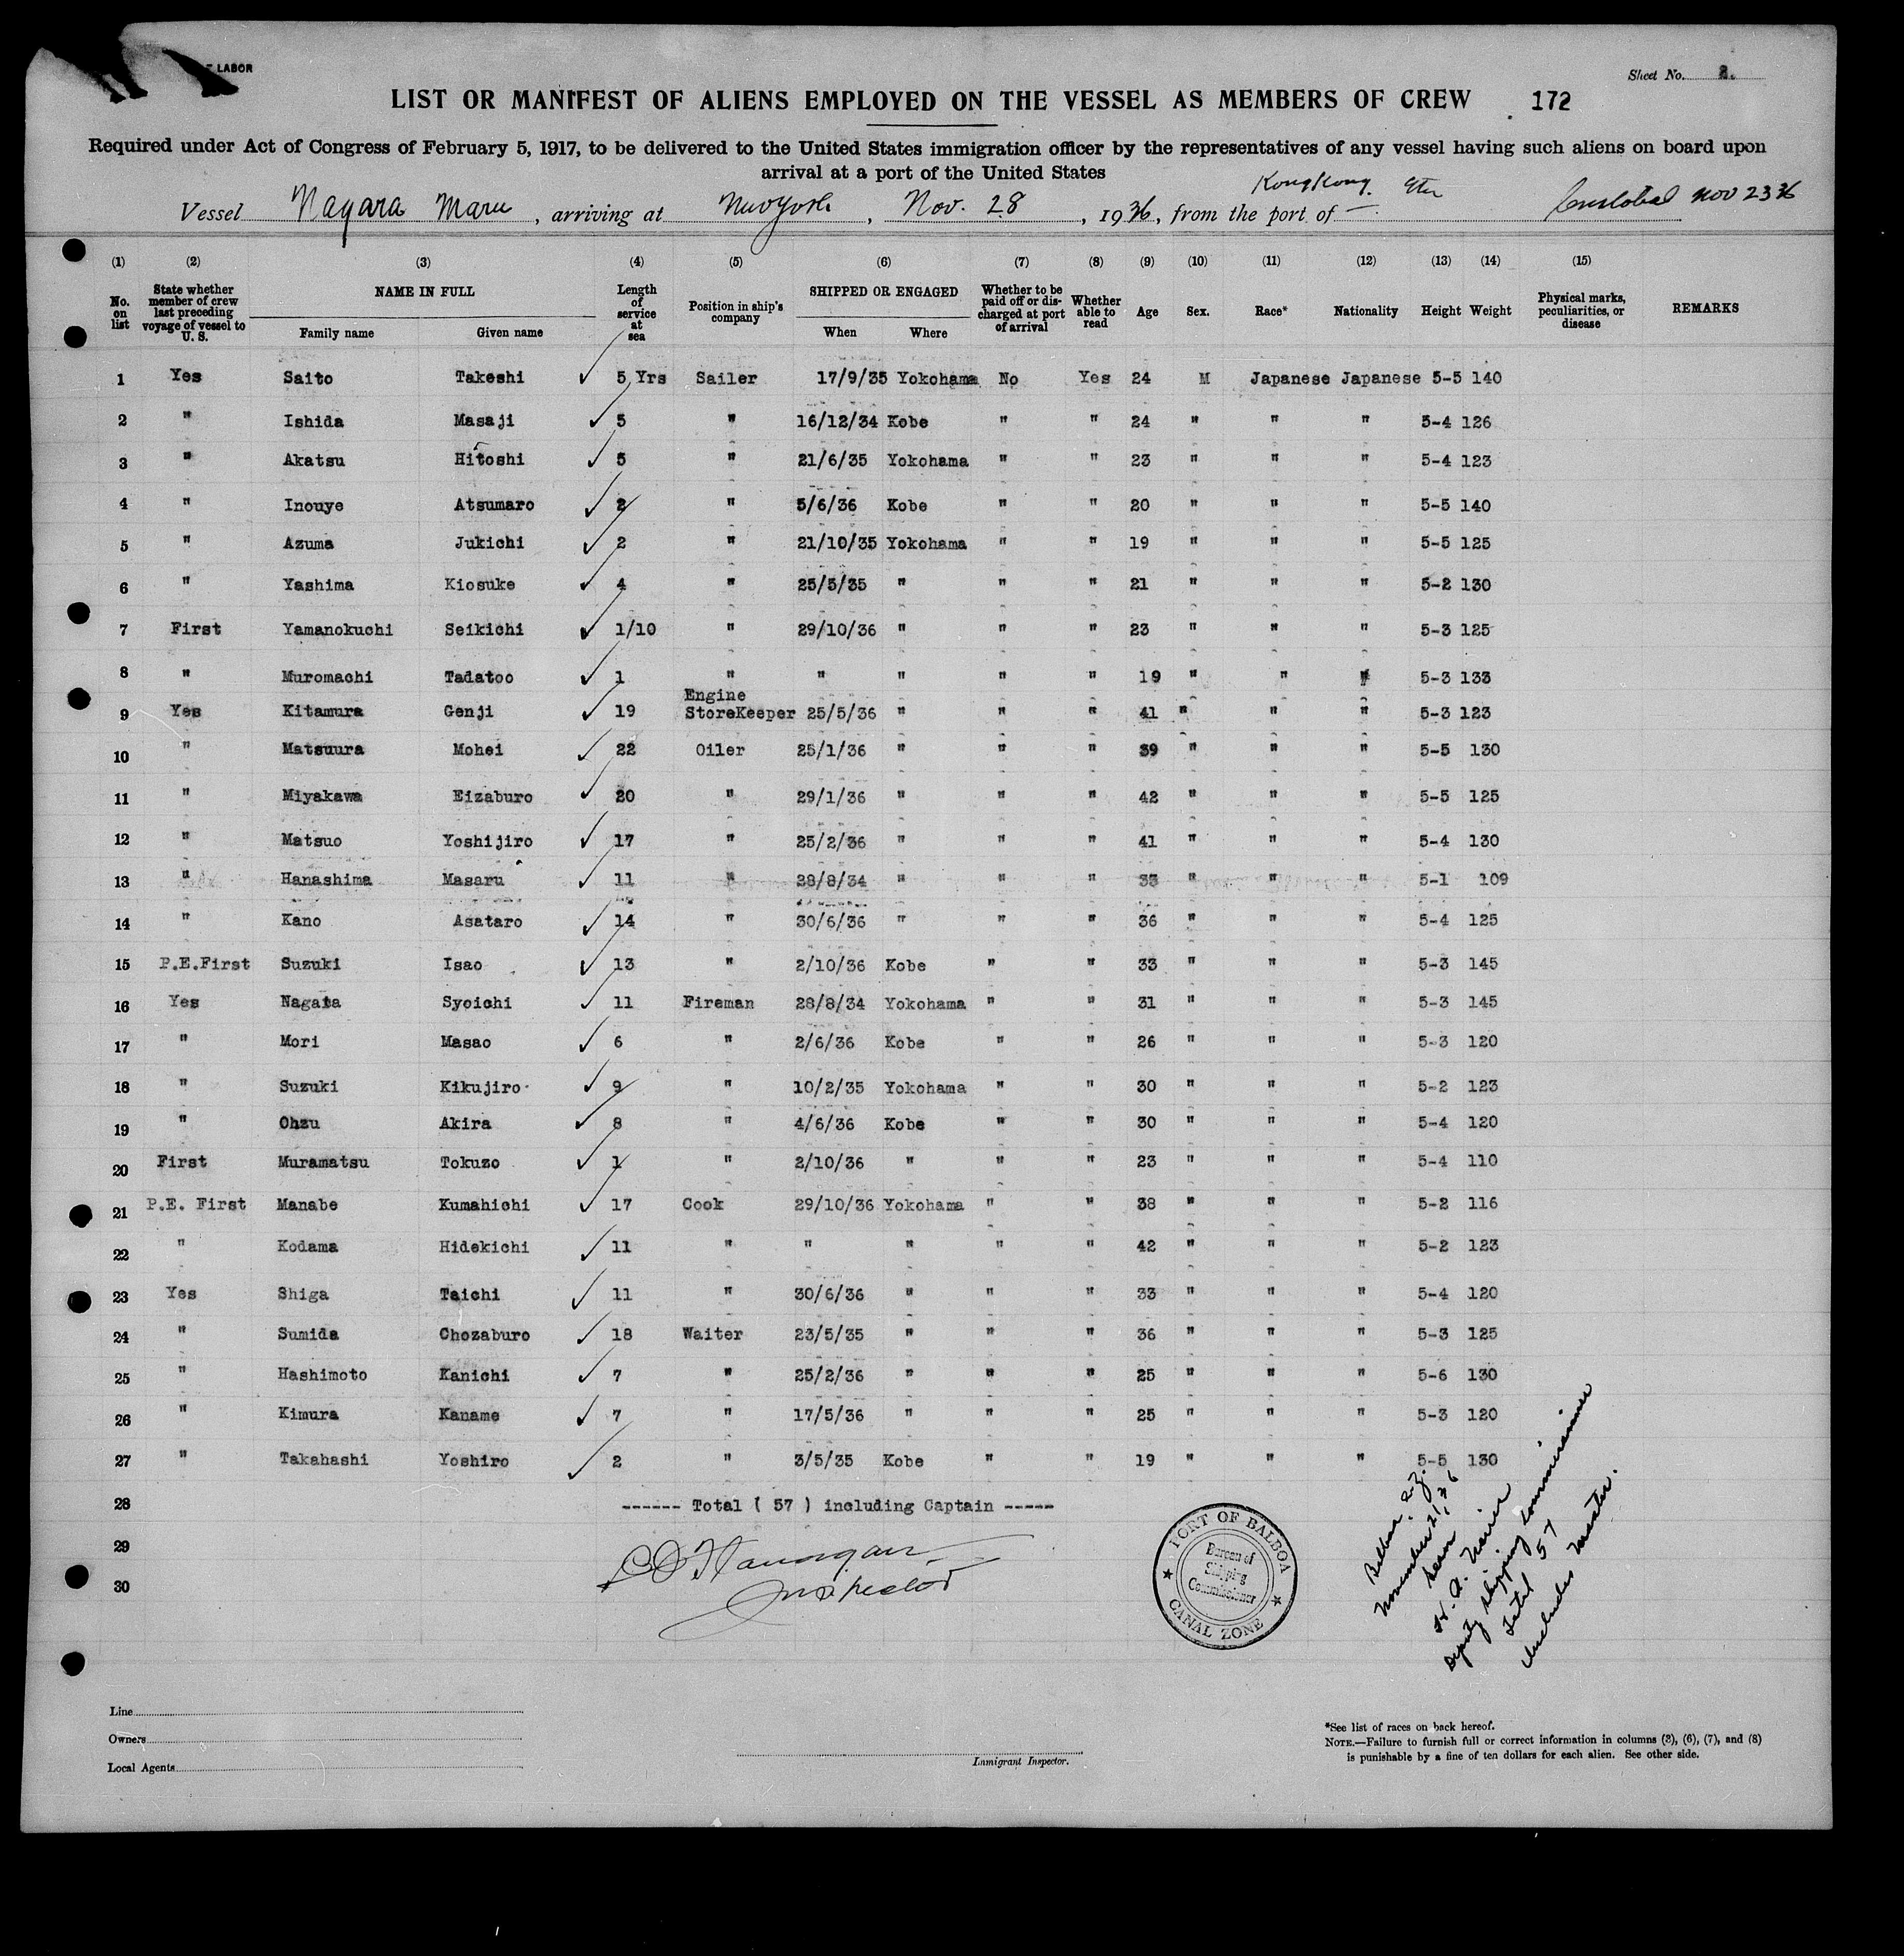 LABOR
Sheet No. 2.
LIST OR MANIFEST OF ALIENS EMPLOYED ON THE VESSEL AS MEMBERS OF CREW 172
Required under Act of Congress of February 5, 1917, to be delivered to the United States immigration officer by the representatives of any vessel having such aliens on board upon
arrival at a port of the United States
Vessel Nagara Maru, arriving at New York, Nov. 28, 1936, from the port of Kongkong. Etc Cristobal Nov 23 36
(1) (2) (3) (4) (5) (6) (7) (8) (9) (10) (11) (12) (13) (14) (15)
No. on list State whether member of crew last preceding voyage of vessel to U. S. NAME IN FULL Length of service at sea Position in ship's company SHIPPED OR ENGAGED Whether to be paid off or discharged at port of arrival Whether able to read Age Sex. Race* Nationality Height Weight Physical marks, peculiarities, or disease REMARKS
Family name Given name When Where
1 Yes Saito Takeshi ✓ 5 Yrs Sailer 17/9/35 Yokohama No Yes 24 M Japanese Japanese 5-5 140
2 " Ishida Masaji ✓ 5 " 16/12/34 Kobe " " 24 " " " 5-4 126
3 " Akatsu Hitoshi ✓ 5 " 21/6/35 Yokohama " " 23 " " " 5-4 123
4 " Inouye Atsumaro ✓ 2 " 5/6/36 Kobe " " 20 " " " 5-5 140
5 " Azuma Jukichi ✓ 2 " 21/10/35 Yokohama " " 19 " " " 5-5 125
6 " Yashima Kiosuke ✓ 4 " 25/5/35 " " " 21 " " " 5-2 130
7 First Yamanokuchi Seikichi ✓ 1/10 " 29/10/36 " " " 23 " " " 5-3 125
8 " Muromachi Tadatoo ✓ 1 " " " " " 19 " " " 5-3 133
9 Yes Kitamura Genji ✓ 19 Engine StoreKeeper 25/5/36 " " " 41 " " " 5-3 123
10 " Matsuura Mohei ✓ 22 Oiler 25/1/36 " " " 39 " " " 5-5 130
11 " Miyakawa Eizaburo ✓ 20 " 29/1/36 " " " 42 " " " 5-5 125
12 " Matsuo Yoshijiro ✓ 17 " 25/2/36 " " " 41 " " " 5-4 130
13 " Hanashima Masaru ✓ 11 " 28/8/34 " " " 33 " " " 5-1 109
14 " Kano Asataro ✓ 14 " 30/6/36 " " " 36 " " " 5-4 125
15 P.E.First Suzuki Isao ✓ 13 " 2/10/36 Kobe " " 33 " " " 5-3 145
16 Yes Nagata Syoichi ✓ 11 Fireman 28/8/34 Yokohama " " 31 " " " 5-3 145
17 " Mori Masao ✓ 6 " 2/6/36 Kobe " " 26 " " " 5-3 120
18 " Suzuki Kikujiro ✓ 9 " 10/2/35 Yokohama " " 30 " " " 5-2 123
19 " Ohzu Akira ✓ 8 " 4/6/36 Kobe " " 30 " " " 5-4 120
20 First Muramatsu Tokuzo ✓ 1 " 2/10/36 " " " 23 " " " 5-4 110
21 P.E. First Manabe Kumahichi ✓ 17 Cook 29/10/36 Yokohama " " 38 " " " 5-2 116
22 " Kodama Hidekichi ✓ 11 " " " " " 42 " " " 5-2 123
23 Yes Shiga Taichi ✓ 11 " 30/6/36 " " " 33 " " " 5-4 120
24 " Sumida Chozaburo ✓ 18 Waiter 23/5/35 " " " 36 " " " 5-3 125
25 " Hashimoto Kanichi ✓ 7 " 25/2/36 " " " 25 " " " 5-6 130
26 " Kimura Kaname ✓ 7 " 17/5/36 " " " 25 " " " 5-3 120
27 " Takahashi Yoshiro ✓ 2 " 3/5/35 Kobe " " 19 " " " 5-5 130
28 ------ Total ( 57 ) including Captain -----
29
30
Inspector
PORT OF BALBOA
Bureau of
Shipping
Commissioner
CANAL ZONE
Balboa, C.Z.
November 21, 36
Seen
Deputy Shipping Commissioner
Total 57
Includes Master.
Line
Owners
Local Agents
Immigrant Inspector.
*See list of races on back hereof.
NOTE.—Failure to furnish full or correct information in columns (3), (6), (7), and (8)
is punishable by a fine of ten dollars for each alien. See other side.